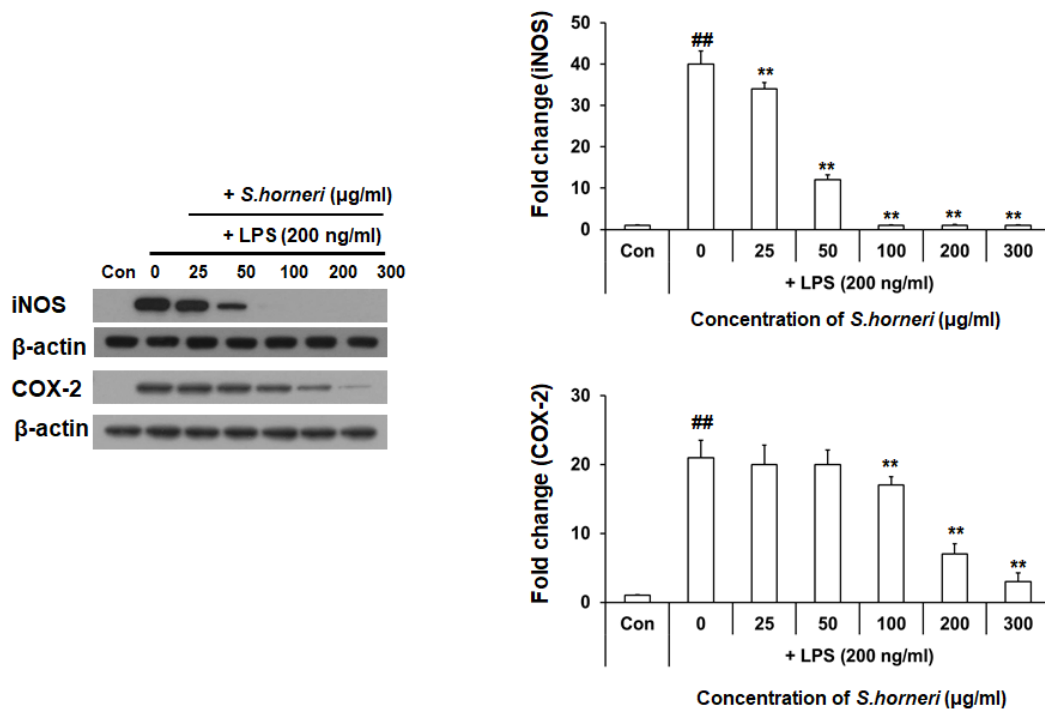 + S.horneri (µg/ml)
+ LPS (200 ng/ml)
Con 0 25 50 100 200 300
iNOS
β-actin
COX-2
β-actin
Fold change (iNOS)
50
40
30
20
10
0
##
**
**
**
**
**
Con 0 25 50 100 200 300
+ LPS (200 ng/ml)
Concentration of S.horneri (µg/ml)
Fold change (COX-2)
30
20
10
0
##
**
**
**
Con 0 25 50 100 200 300
+ LPS (200 ng/ml)
Concentration of S.horneri (µg/ml)